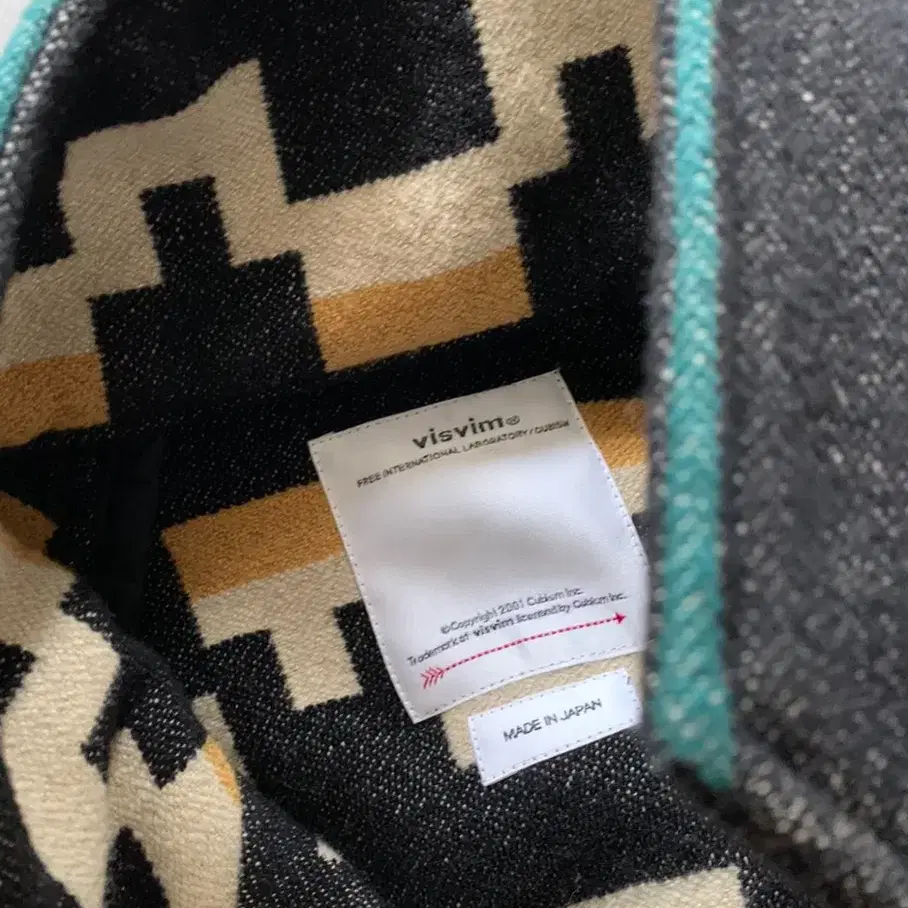 visvim®
FREE INTERNATIONAL LABORATORY/CUBISM
©Copyright 2001 Cubism Inc.
Trademark of visvim licensed by Cubism Inc.
MADE IN JAPAN